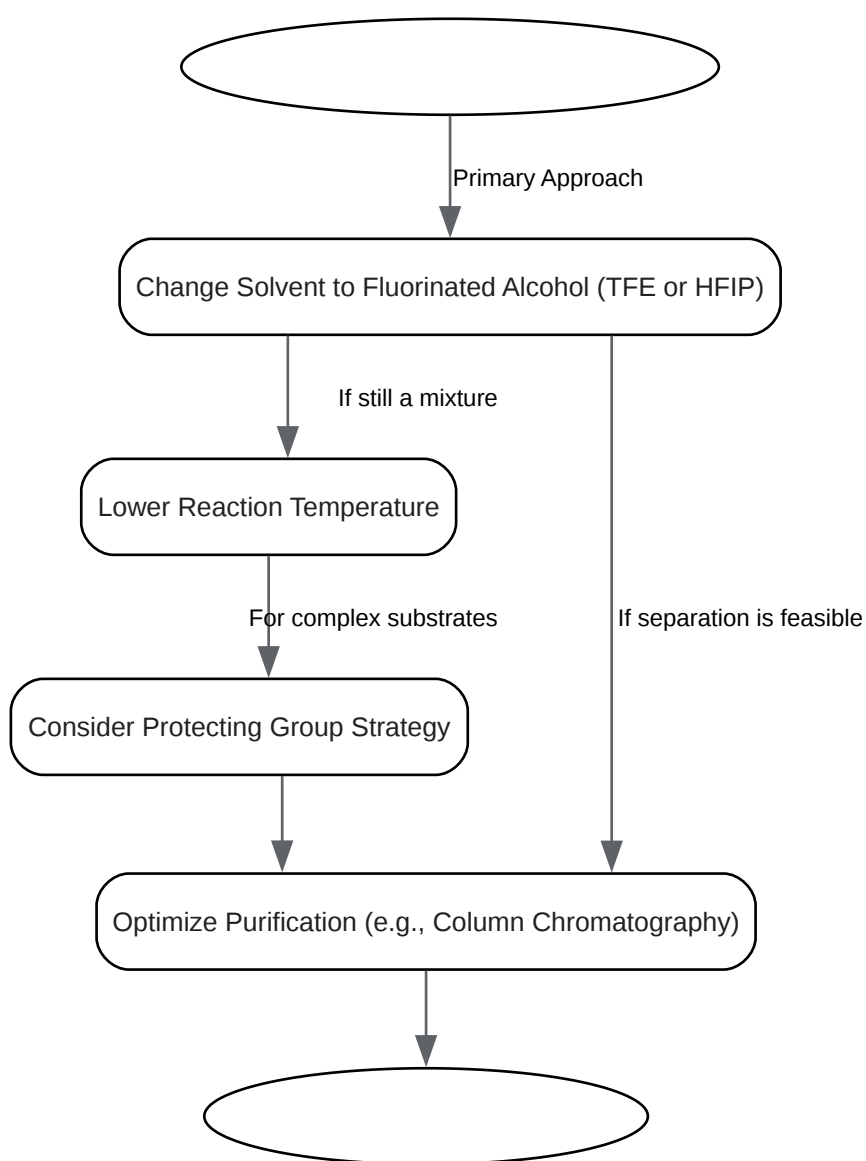 Primary Approach
Change Solvent to Fluorinated Alcohol (TFE or HFIP)
If still a mixture
Lower Reaction Temperature
For complex substrates
If separation is feasible
Consider Protecting Group Strategy
Optimize Purification (e.g., Column Chromatography)